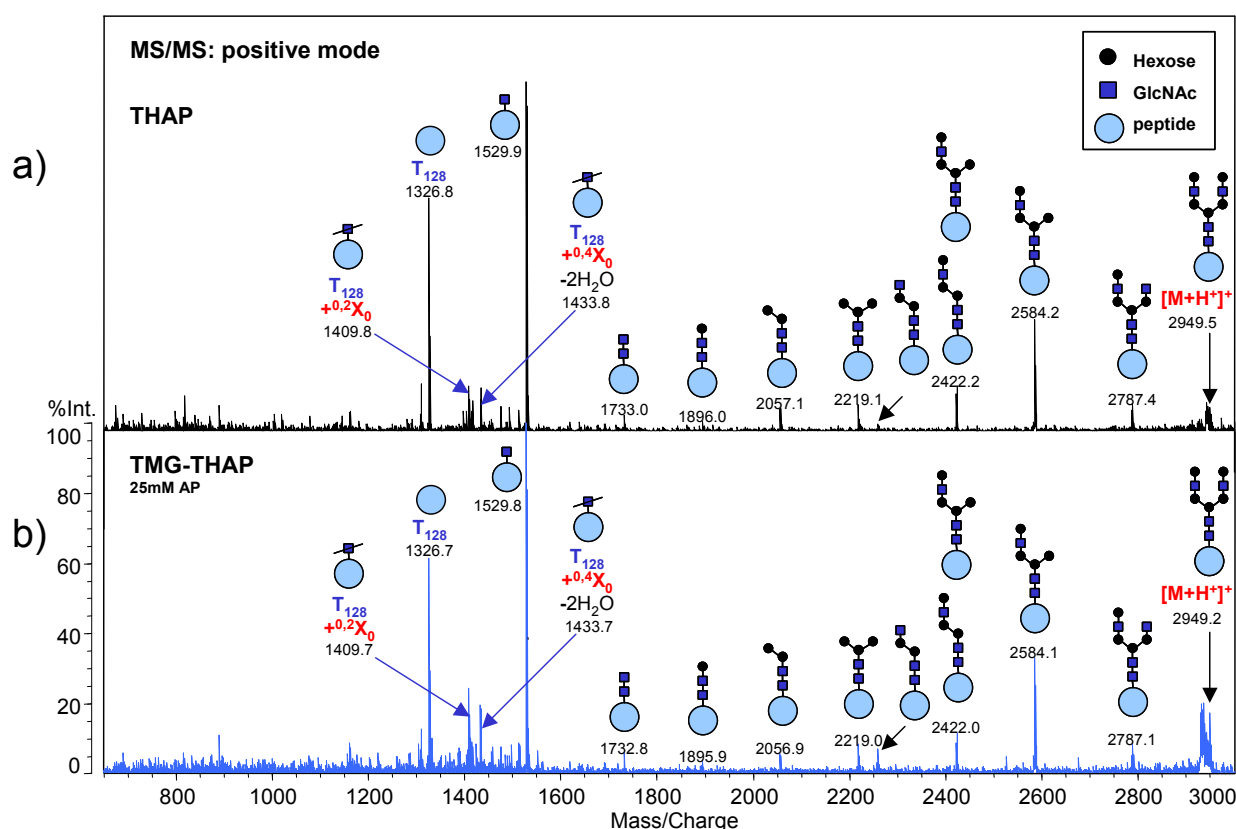 MS/MS: positive mode
Hexose
GlcNAc
peptide
a)
THAP
T128
1326.8
1529.9
T128
+0,2X0
1409.8
T128
+0,4X0
-2H2O
1433.8
1733.0
1896.0
2057.1
2219.1
2422.2
2584.2
2787.4
[M+H+]+
2949.5
%Int.
100
80
60
40
20
0
b)
TMG-THAP
25mM AP
T128
1326.7
1529.8
T128
+0,2X0
1409.7
T128
+0,4X0
-2H2O
1433.7
1732.8
1895.9
2056.9
2219.0
2422.0
2584.1
2787.1
[M+H+]+
2949.2
800 1000 1200 1400 1600 1800 2000 2200 2400 2600 2800 3000
Mass/Charge